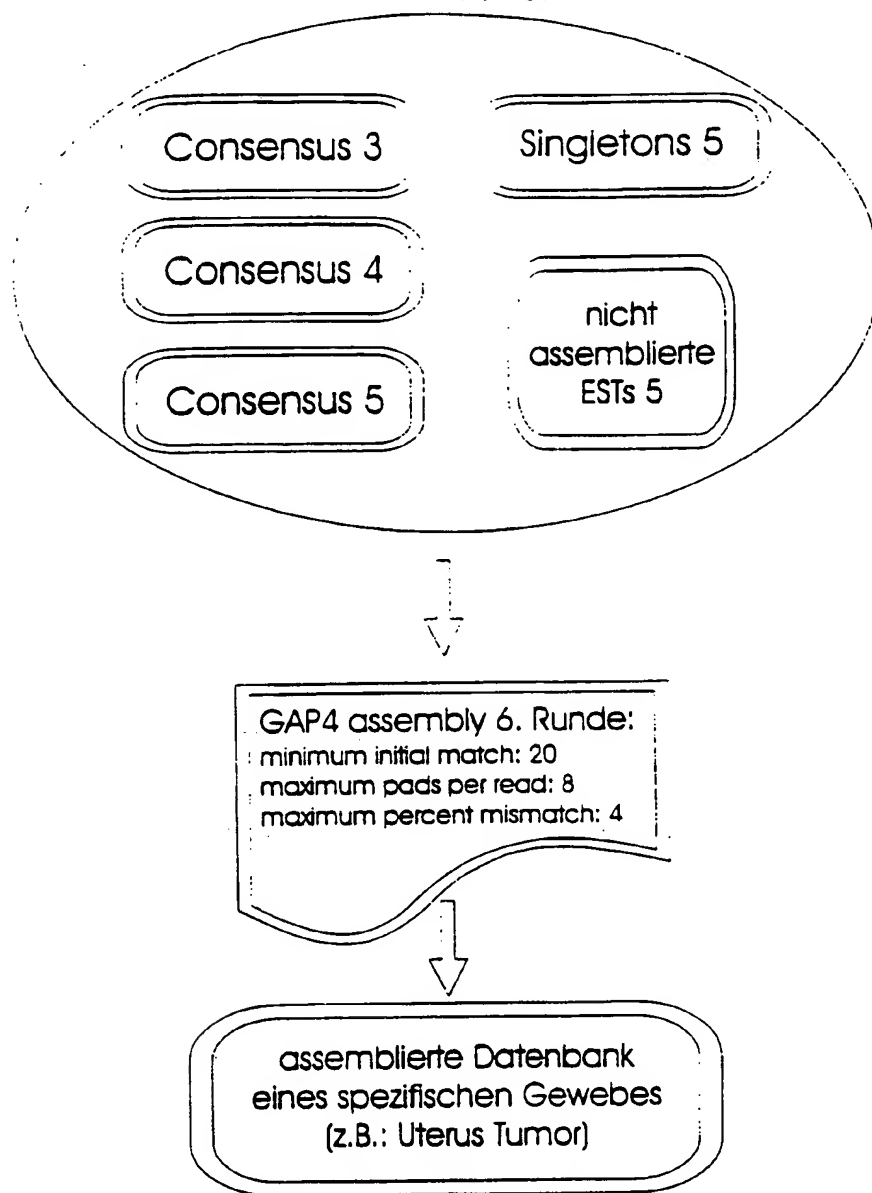 Consensus 3
Singletons 5
Consensus 4
nicht
assemblierte
ESTs 5
Consensus 5
GAP4 assembly 6. Runde:
minimum initial match: 20
maximum pads per read: 8
maximum percent mismatch: 4
assemblierte Datenbank
eines spezifischen Gewebes
(z.B.: Uterus Tumor)